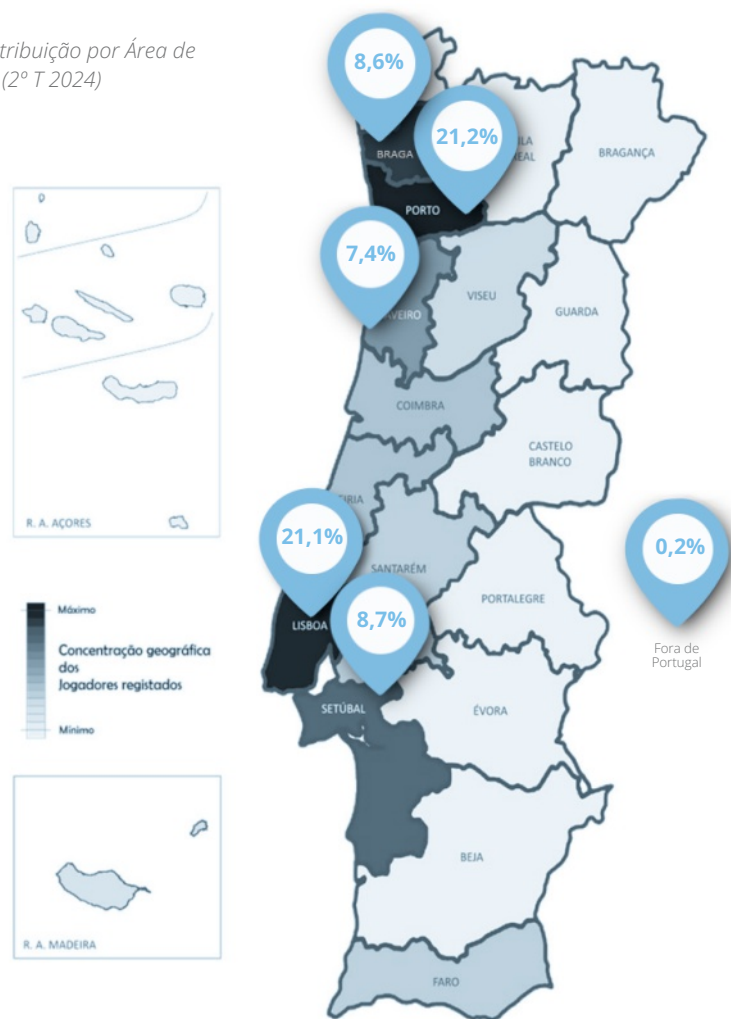 tribuição por Área de
(2º T 2024)
8,6%
21,2%
BRAGA
BRAGANÇA
PORTO
7,4%
VISEU
GUARDA
AVEIRO
COIMBRA
CASTELO
BRANCO
R. A. AÇORES
21,1%
0,2%
SANTARÉM
Máximo
PORTALEGRE
8,7%
LISBOA
Concentração geográfica
dos
Jogadores registados
Fora de
Portugal
SETÚBAL
ÉVORA
Mínimo
BEJA
R. A. MADEIRA
FARO